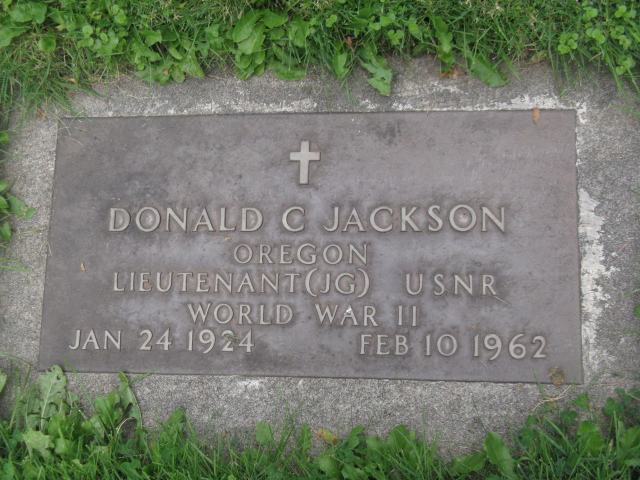 DONALD C JACKSON
OREGON
LIEUTENANT(JG) USNR
WORLD WAR II
JAN 24 1924 FEB 10 1962